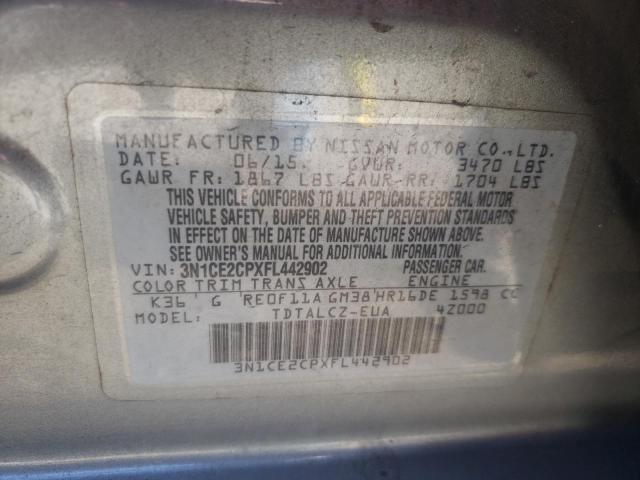 MANUFACTURED BY NISSAN MOTOR CO.,LTD.
DATE: 06/15. GVWR: 3470 LBS
GAWR FR: 1867 LBS-GAWR-RR: 1704 LBS
THIS VEHICLE CONFORMS TO ALL APPLICABLE FEDERAL MOTOR
VEHICLE SAFETY, BUMPER AND THEFT PREVENTION STANDARDS
IN EFFECT ON THE DATE OF MANUFACTURE SHOWN ABOVE.
SEE OWNER'S MANUAL FOR ADDITIONAL INFORMATION.
VIN: 3N1CE2CPXFL442902 PASSENGER CAR.
COLOR TRIM TRANS AXLE ENGINE
K36 G RE0F11A GM38 HR16DE 1598 CC
MODEL: TDTALCZ-EUA 4Z000
3N1CE2CPXFL442902